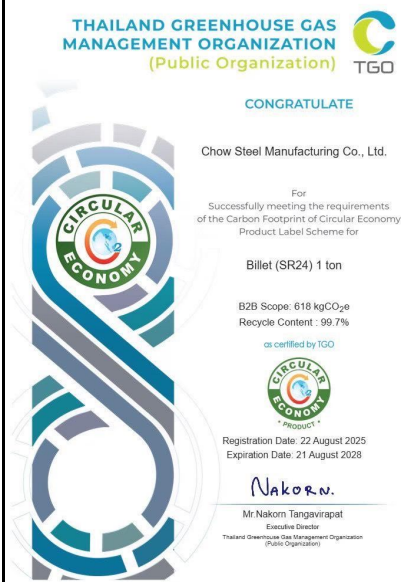 THAILAND GREENHOUSE GAS
MANAGEMENT ORGANIZATION
(Public Organization)
TGO
CONGRATULATE
Chow Steel Manufacturing Co., Ltd.
For
Successfully meeting the requirements
of the Carbon Footprint of Circular Economy
Product Label Scheme for
CIRCULAR
2
ECONOMY
Billet (SR24) 1 ton
B2B Scope: 618 kgCO₂e
Recycle Content : 99.7%
as certified by TGO
CIRCULAR
2
ECONOMY
• PRODUCT •
Registration Date: 22 August 2025
Expiration Date: 21 August 2028
NAKORN.
Mr.Nakorn Tangavirapat
Executive Director
Thailand Greenhouse Gas Management Organization
(Public Organization)